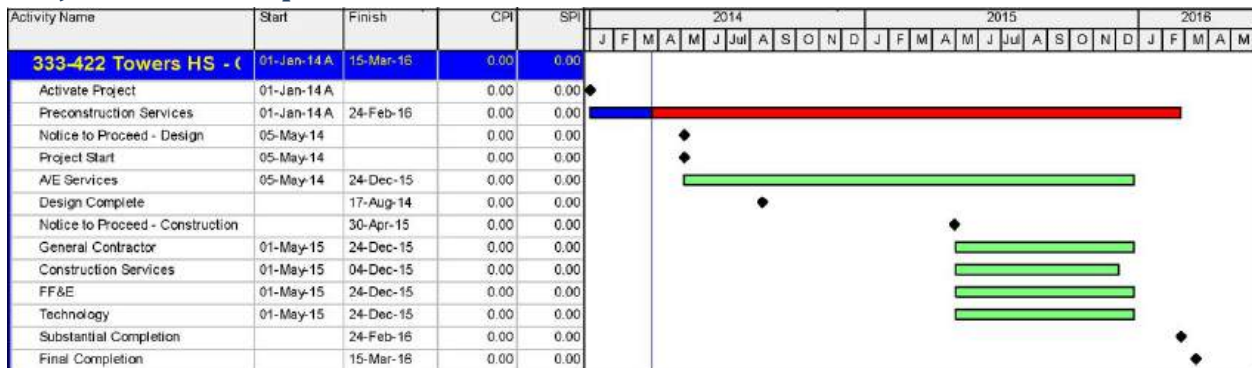 Activity Name Start Finish CPI SPI 2014 2015 2016
J F M A M J Jul A S O N D J F M A M J Jul A S O N D J F M A M
333-422 Towers HS - 01-Jan-14 A 15-Mar-16 0.00 0.00
Activate Project 01-Jan-14 A 0.00 0.00
Preconstruction Services 01-Jan-14 A 24-Feb-16 0.00 0.00
Notice to Proceed - Design 05-May-14 0.00 0.00
Project Start 05-May-14 0.00 0.00
A/E Services 05-May-14 24-Dec-15 0.00 0.00
Design Complete 17-Aug-14 0.00 0.00
Notice to Proceed - Construction 30-Apr-15 0.00 0.00
General Contractor 01-May-15 24-Dec-15 0.00 0.00
Construction Services 01-May-15 04-Dec-15 0.00 0.00
FF&E 01-May-15 24-Dec-15 0.00 0.00
Technology 01-May-15 24-Dec-15 0.00 0.00
Substantial Completion 24-Feb-16 0.00 0.00
Final Completion 15-Mar-16 0.00 0.00